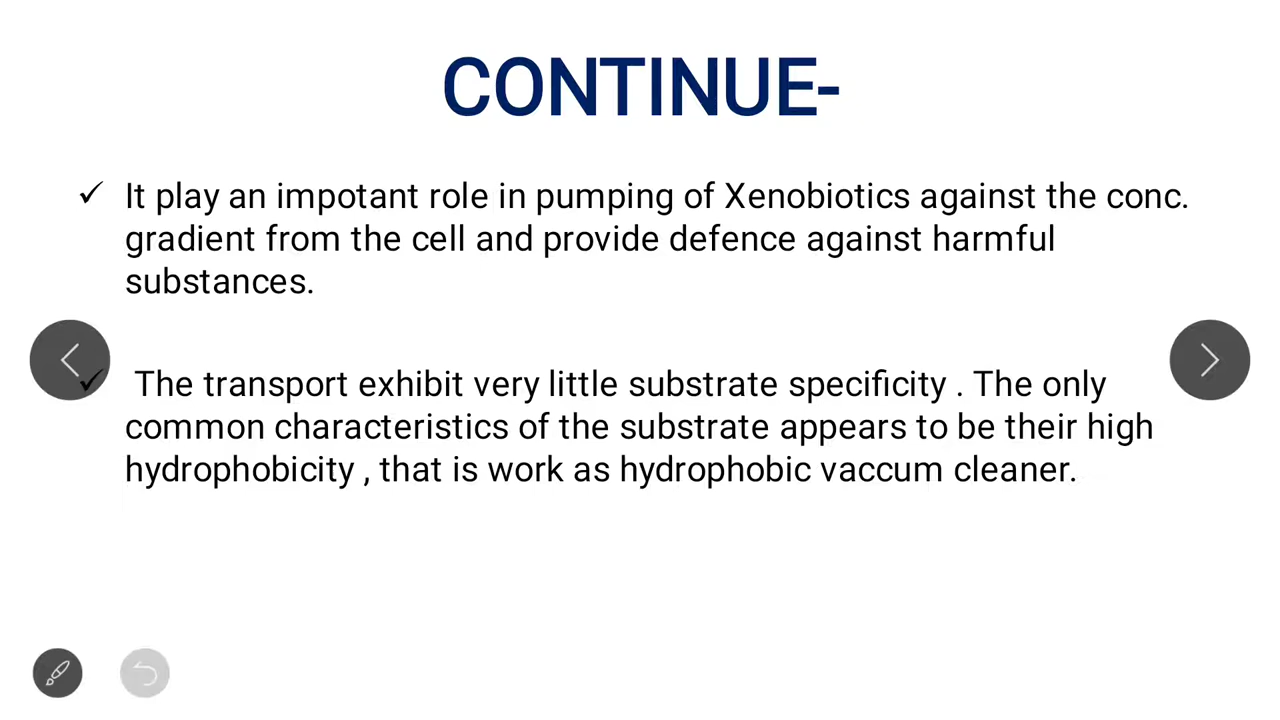 CONTINUE-
✓ It play an impotant role in pumping of Xenobiotics against the conc.
gradient from the cell and provide defence against harmful
substances.
✓ The transport exhibit very little substrate specificity . The only
common characteristics of the substrate appears to be their high
hydrophobicity , that is work as hydrophobic vaccum cleaner.